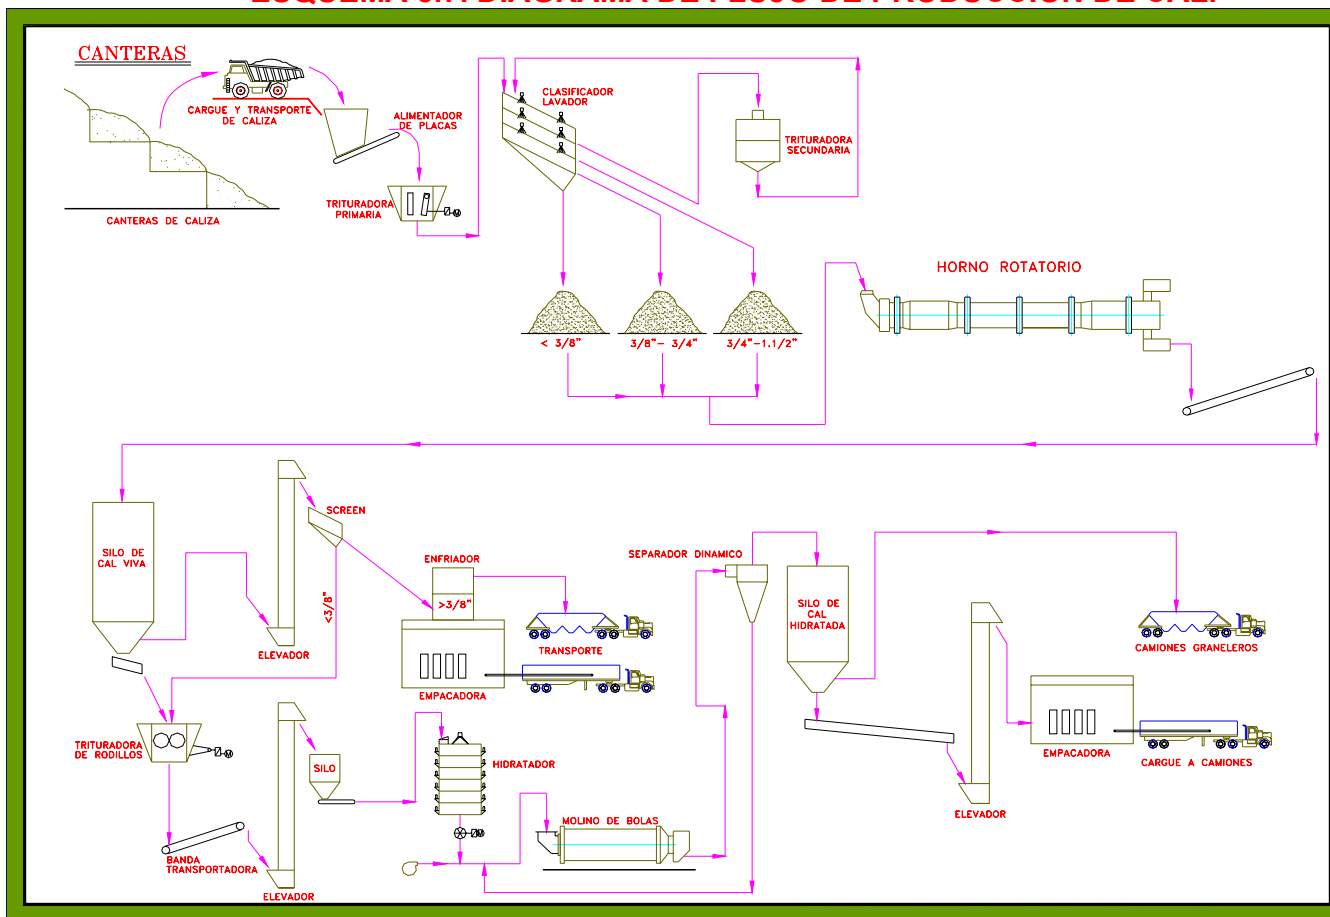 CANTERAS
CARGUE Y TRANSPORTE
DE CALIZA
ALIMENTADOR
DE PLACAS
TRITURADORA
PRIMARIA
CANTERAS DE CALIZA
CLASIFICADOR
LAVADOR
TRITURADORA
SECUNDARIA
< 3/8"
3/8"- 3/4"
3/4"-1.1/2"
HORNO ROTATORIO
SILO DE
CAL VIVA
SCREEN
<3/8"
ELEVADOR
ENFRIADOR
>3/8"
TRANSPORTE
EMPACADORA
SEPARADOR DINAMICO
SILO DE
CAL
HIDRATADA
CAMIONES GRANELEROS
EMPACADORA
CARGUE A CAMIONES
ELEVADOR
TRITURADORA
DE RODILLOS
M
SILO
HIDRATADOR
M
MOLINO DE BOLAS
BANDA
TRANSPORTADORA
ELEVADOR